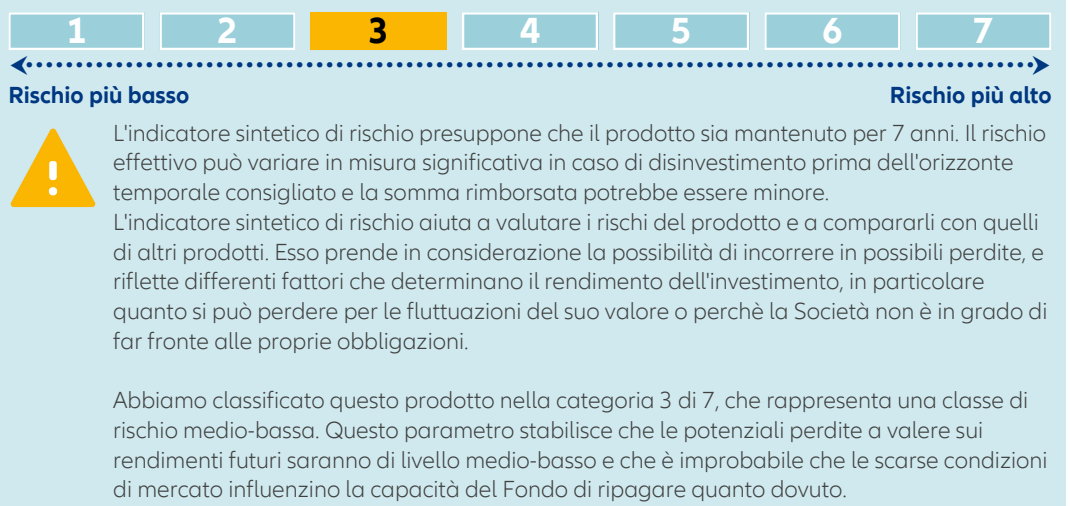 1 2 3 4 5 6 7
Rischio più basso Rischio più alto
L'indicatore sintetico di rischio presuppone che il prodotto sia mantenuto per 7 anni. Il rischio
effettivo può variare in misura significativa in caso di disinvestimento prima dell'orizzonte
temporale consigliato e la somma rimborsata potrebbe essere minore.
L'indicatore sintetico di rischio aiuta a valutare i rischi del prodotto e a compararli con quelli
di altri prodotti. Esso prende in considerazione la possibilità di incorrere in possibili perdite, e
riflette differenti fattori che determinano il rendimento dell'investimento, in particolare
quanto si può perdere per le fluttuazioni del suo valore o perchè la Società non è in grado di
far fronte alle proprie obbligazioni.
Abbiamo classificato questo prodotto nella categoria 3 di 7, che rappresenta una classe di
rischio medio-bassa. Questo parametro stabilisce che le potenziali perdite a valere sui
rendimenti futuri saranno di livello medio-basso e che è improbabile che le scarse condizioni
di mercato influenzino la capacità del Fondo di ripagare quanto dovuto.